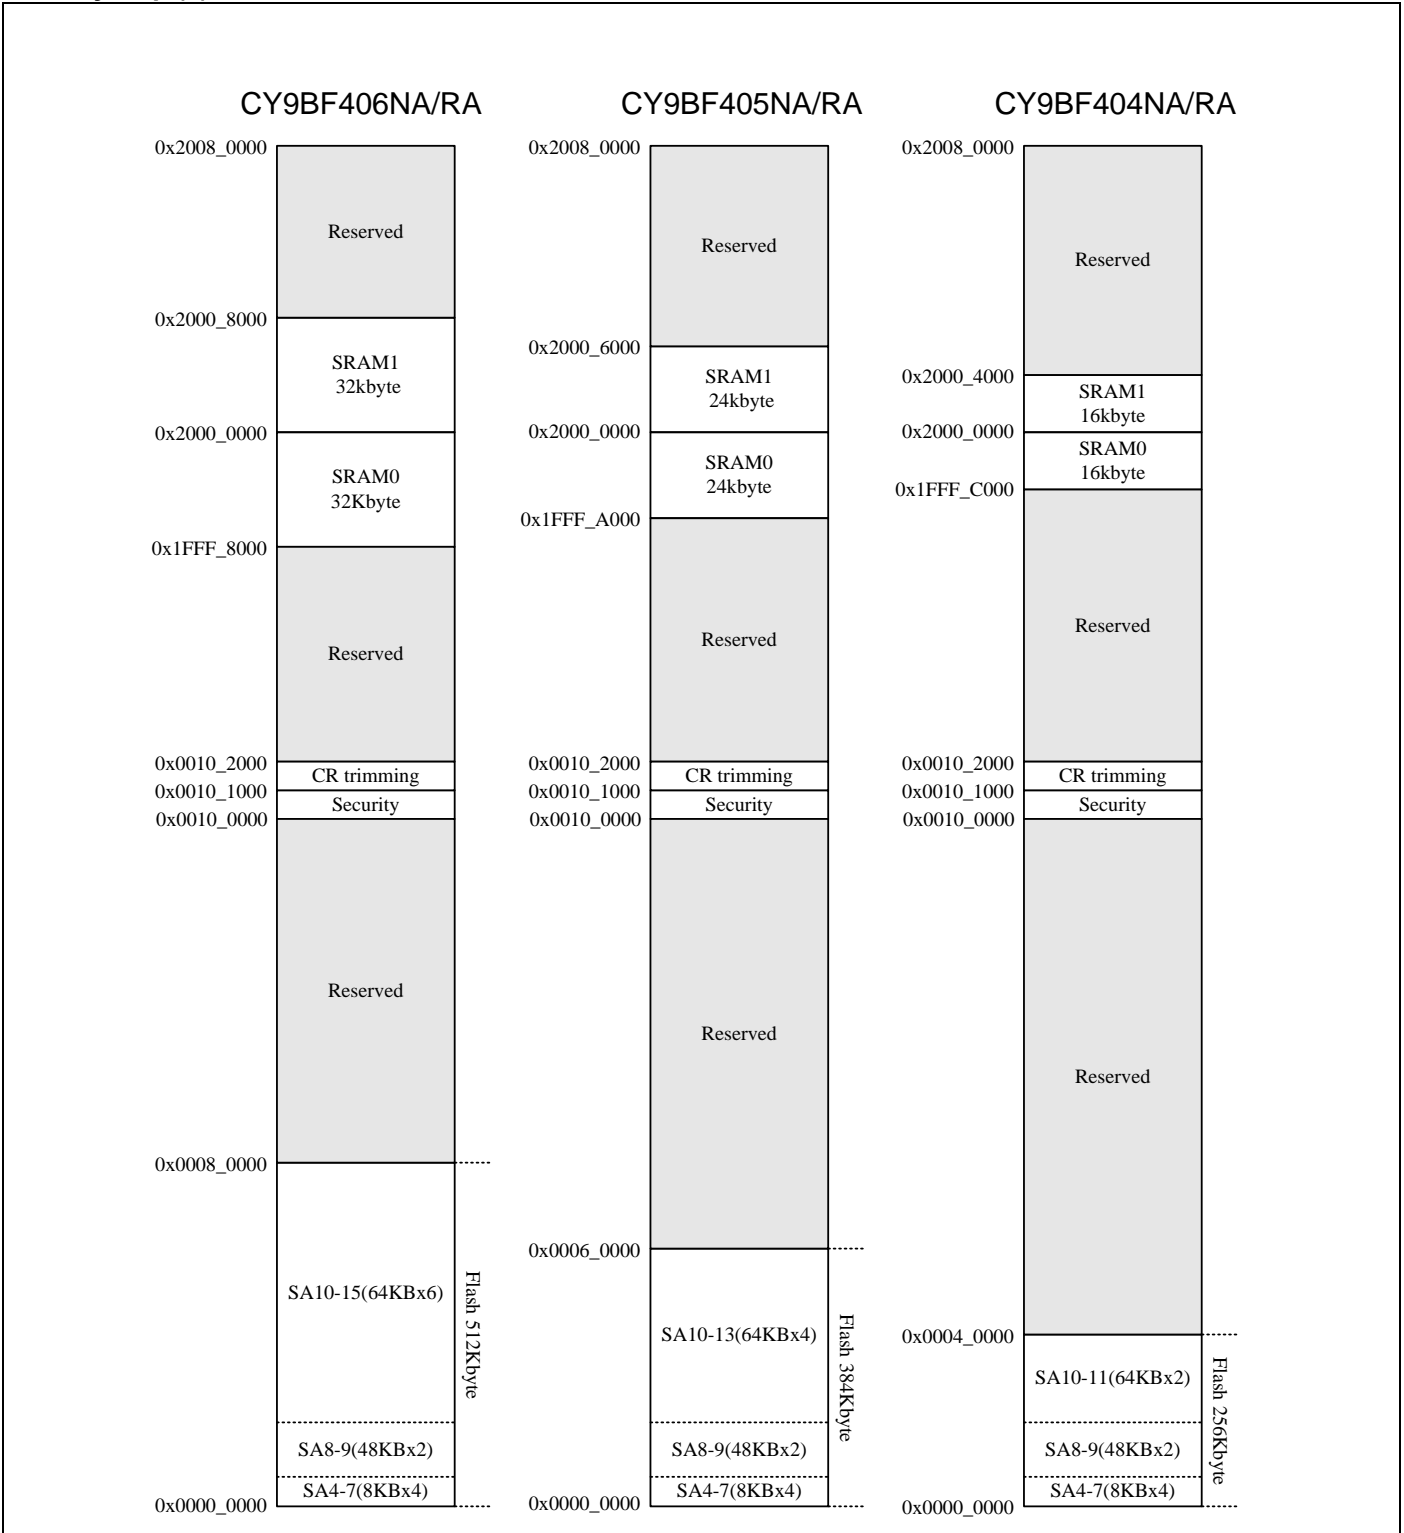 CY9BF406NA/RA
0x2008_0000
Reserved
0x2000_8000
SRAM1
32kbyte
0x2000_0000
SRAM0
32Kbyte
0x1FFF_8000
Reserved
0x0010_2000
CR trimming
0x0010_1000
Security
0x0010_0000
Reserved
0x0008_0000
SA10-15(64KBx6)
Flash 512Kbyte
SA8-9(48KBx2)
SA4-7(8KBx4)
0x0000_0000
CY9BF405NA/RA
0x2008_0000
Reserved
0x2000_6000
SRAM1
24kbyte
0x2000_0000
SRAM0
24kbyte
0x1FFF_A000
Reserved
0x0010_2000
CR trimming
0x0010_1000
Security
0x0010_0000
Reserved
0x0006_0000
SA10-13(64KBx4)
Flash 384Kbyte
SA8-9(48KBx2)
SA4-7(8KBx4)
0x0000_0000
CY9BF404NA/RA
0x2008_0000
Reserved
0x2000_4000
SRAM1
16kbyte
0x2000_0000
SRAM0
16kbyte
0x1FFF_C000
Reserved
0x0010_2000
CR trimming
0x0010_1000
Security
0x0010_0000
Reserved
0x0004_0000
SA10-11(64KBx2)
Flash 256Kbyte
SA8-9(48KBx2)
SA4-7(8KBx4)
0x0000_0000